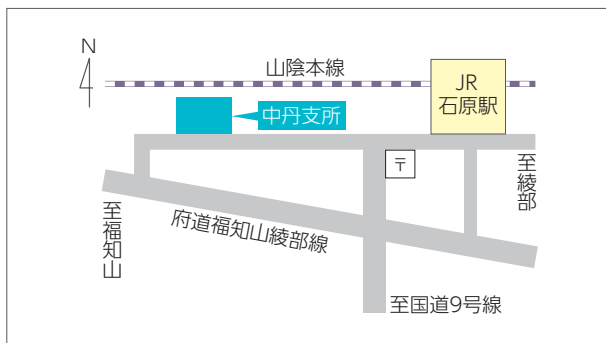 N
山陰本線
JR
石原駅
中丹支所
〒
至綾部
至福知山
府道福知山綾部線
至国道9号線